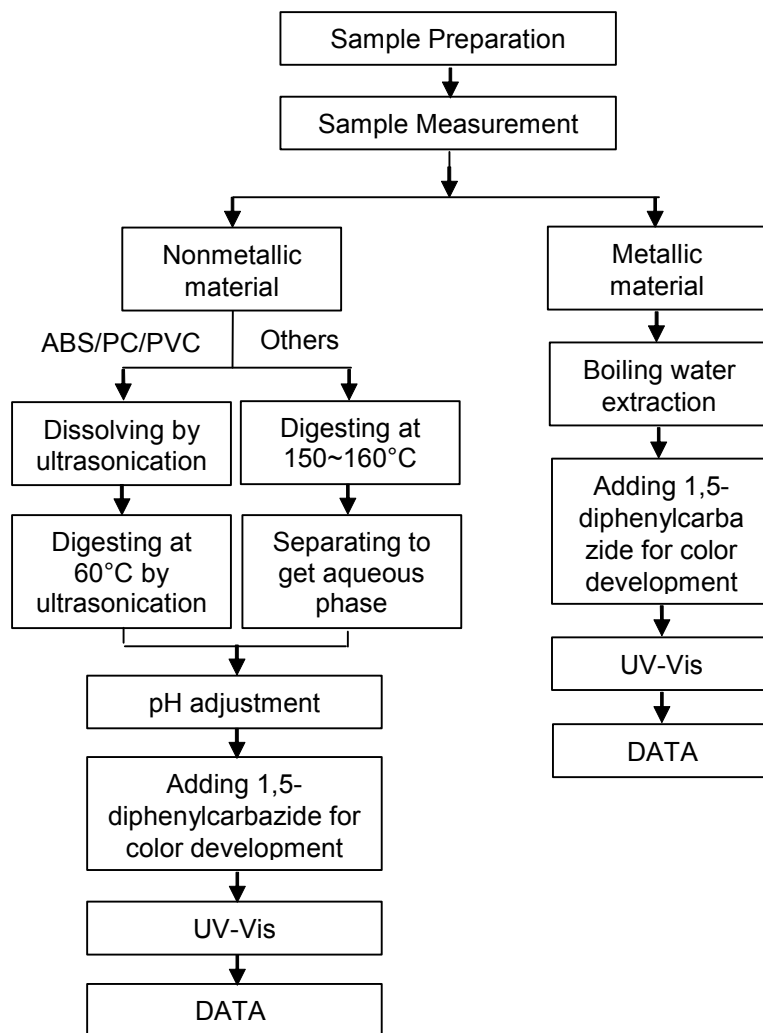 Sample Preparation
Sample Measurement
Nonmetallic
material
Metallic
material
ABS/PC/PVC
Others
Boiling water
extraction
Dissolving by
ultrasonication
Digesting at
150~160°C
Adding 1,5-
diphenylcarba
zide for color
development
Digesting at
60°C by
ultrasonication
Separating to
get aqueous
phase
pH adjustment
UV-Vis
DATA
Adding 1,5-
diphenylcarbazide for
color development
UV-Vis
DATA